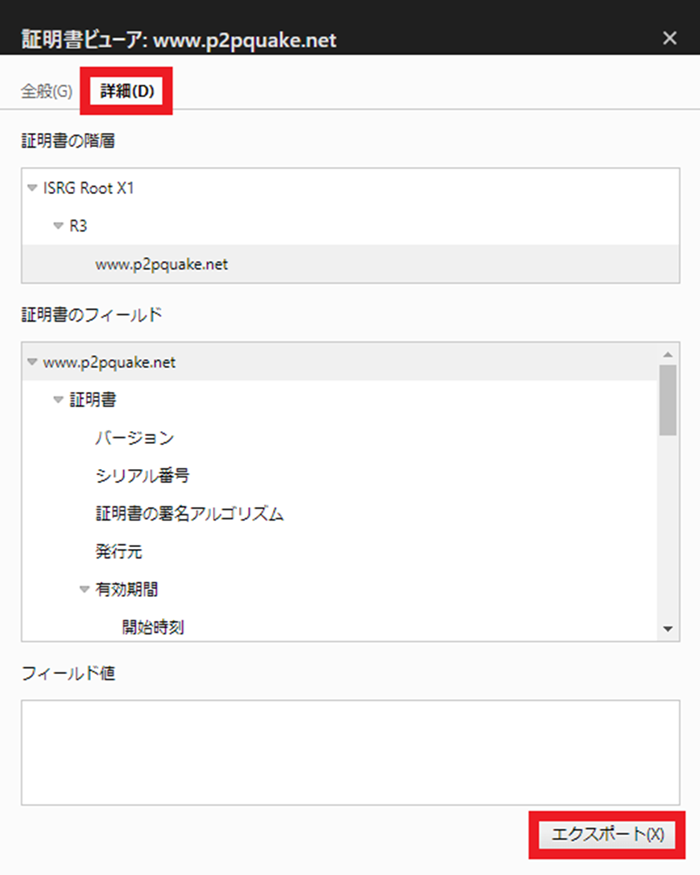 証明書ビューア: www.p2pquake.net
全般(G) 詳細(D)
証明書の階層
ISRG Root X1
R3
www.p2pquake.net
証明書のフィールド
www.p2pquake.net
証明書
バージョン
シリアル番号
証明書の署名アルゴリズム
発行元
有効期間
開始時刻
フィールド値
エクスポート(X)